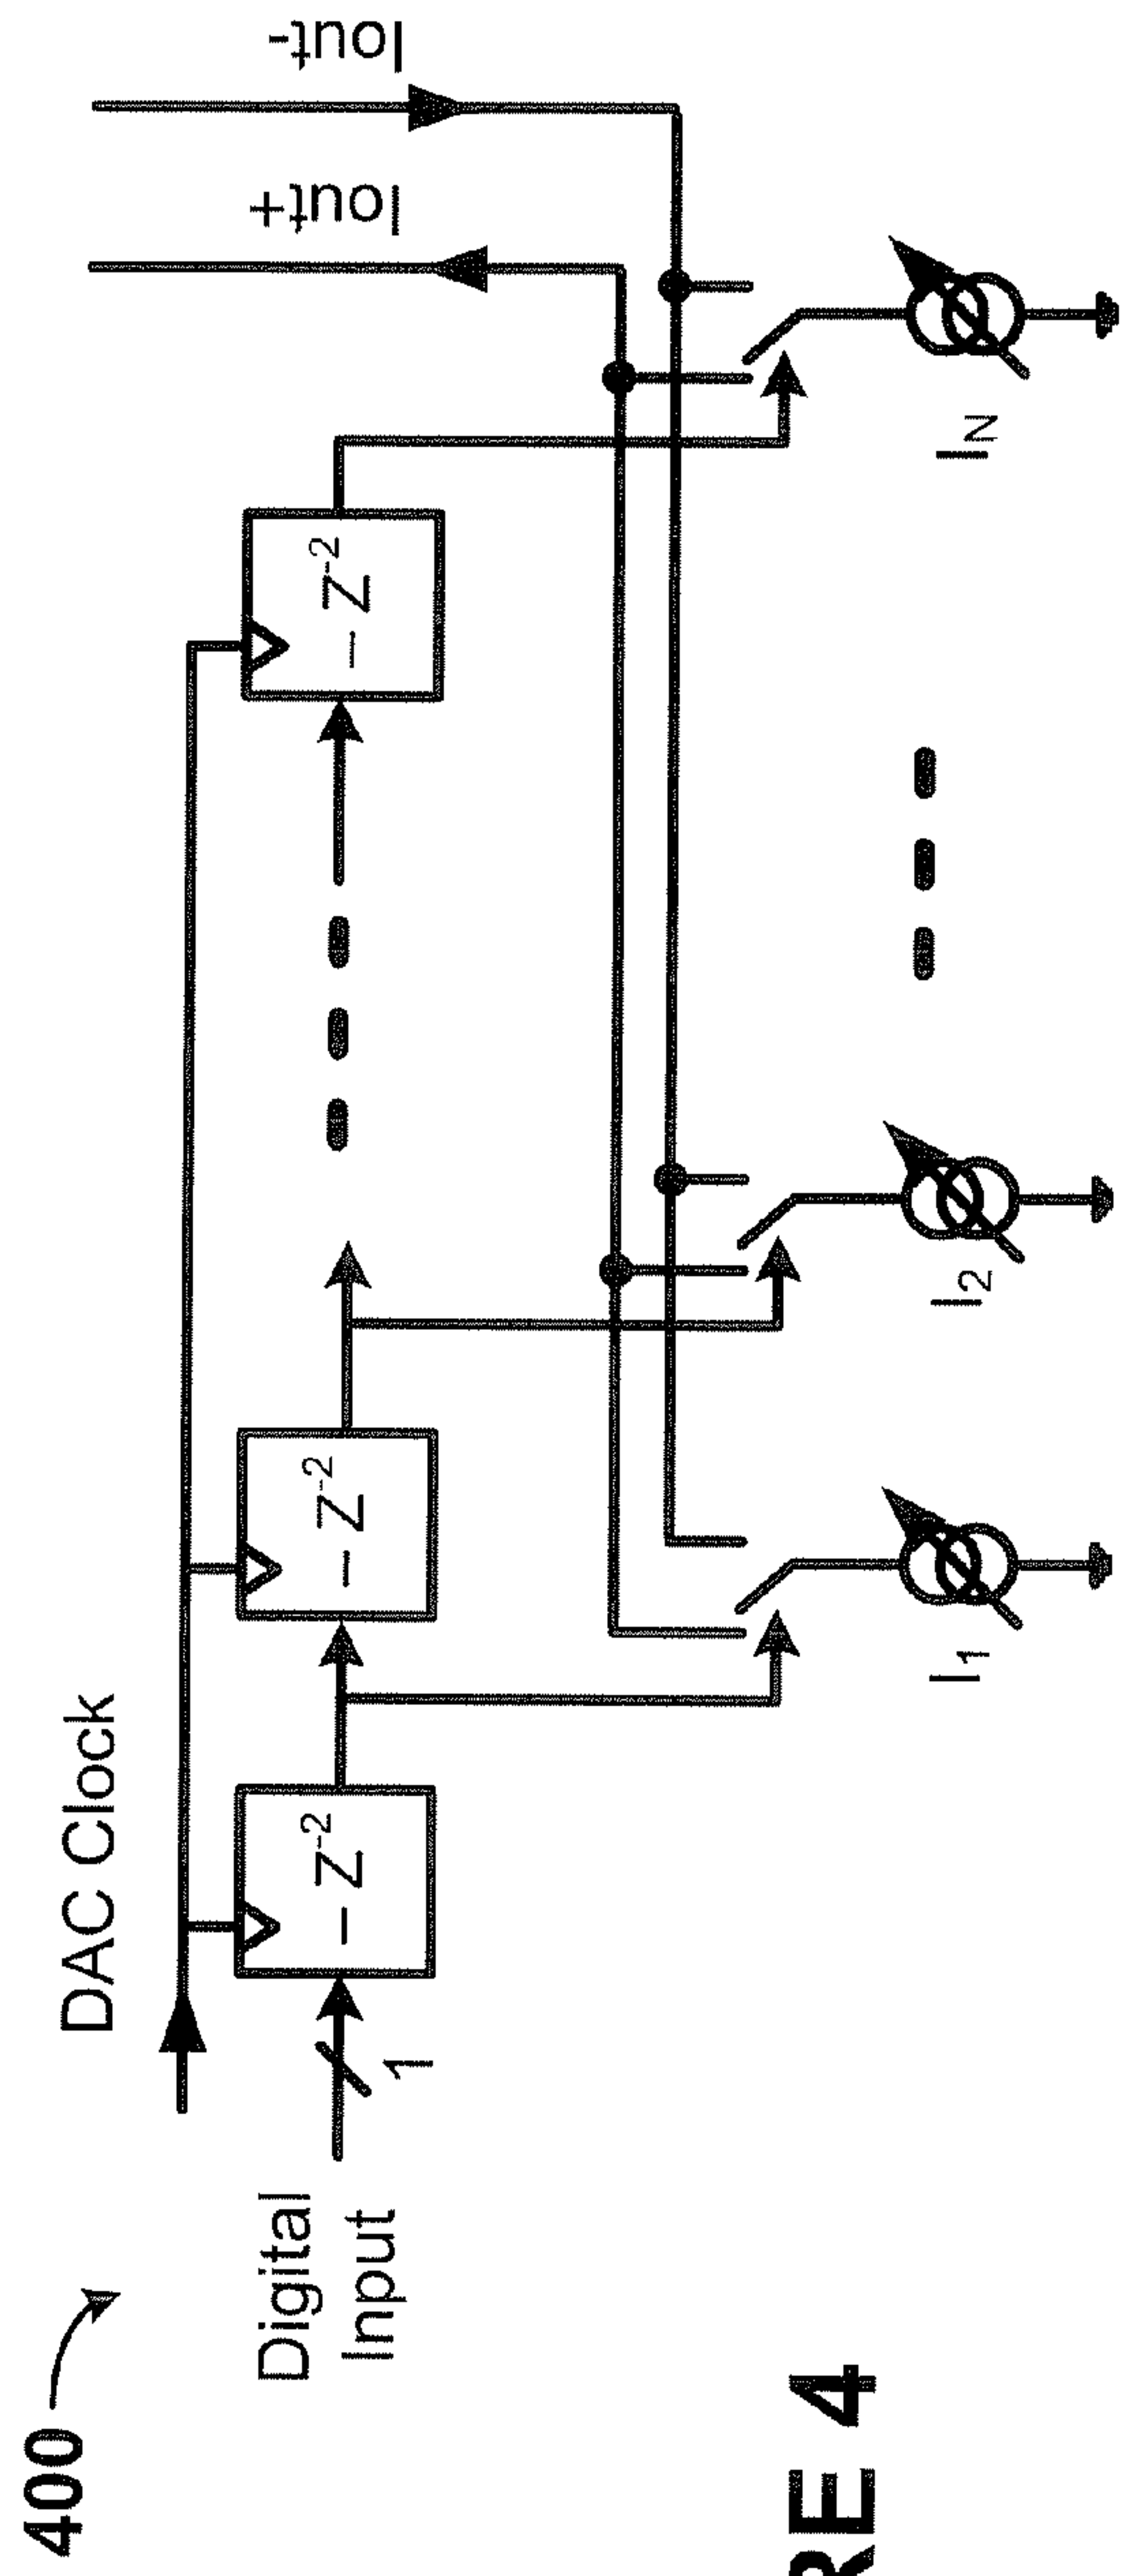 400
DAC Clock
Digital
Input
1
– Z⁻²
– Z⁻²
– Z⁻²
Iout+
Iout-
I₁
I₂
I_N
RE 4